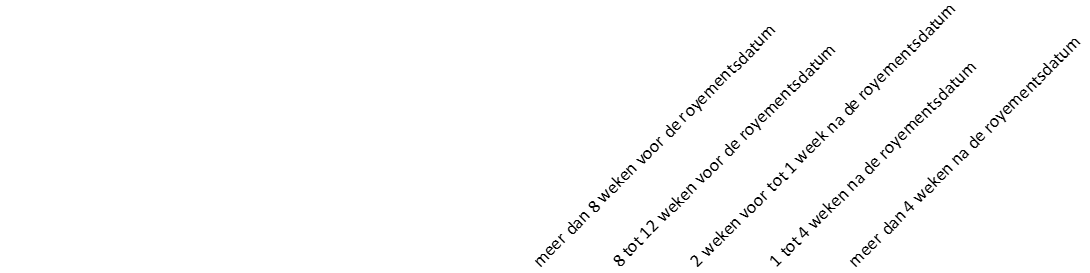 meer dan 8 weken voor de royementsdatum
8 tot 12 weken voor de royementsdatum
2 weken voor tot 1 week na de royementsdatum
1 tot 4 weken na de royementsdatum
meer dan 4 weken na de royementsdatum